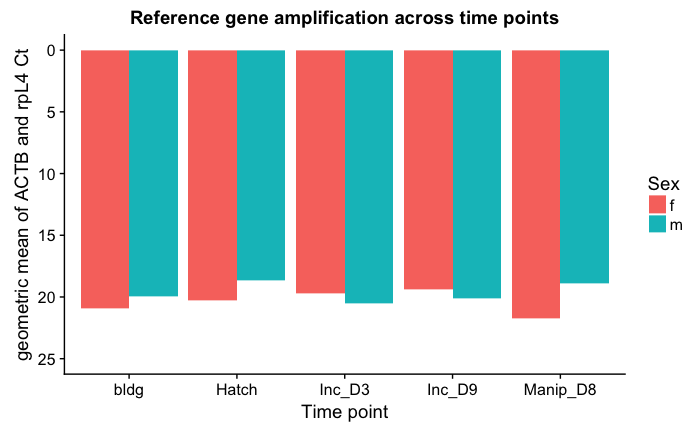 Reference gene amplification across time points
geometric mean of ACTB and rpL4 Ct
0
5
10
15
20
25
bldg
Hatch
Inc_D3
Inc_D9
Manip_D8
Time point
Sex
f
m